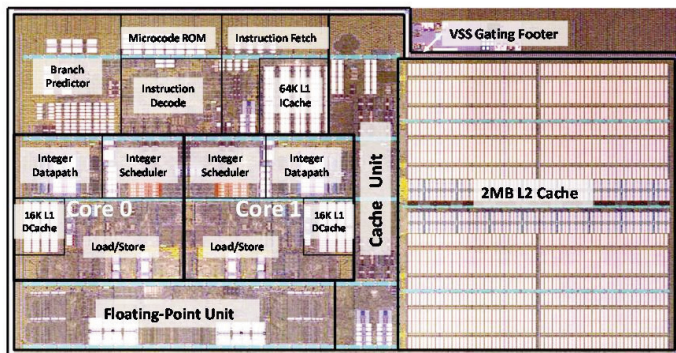 Microcode ROM
Instruction Fetch
VSS Gating Footer
Branch
Predictor
Instruction
Decode
64K L1
ICache
Integer
Datapath
Integer
Scheduler
Integer
Scheduler
Integer
Datapath
Cache Unit
2MB L2 Cache
16K L1
DCache
Core 0
Load/Store
Core 1
Load/Store
16K L1
DCache
Floating-Point Unit